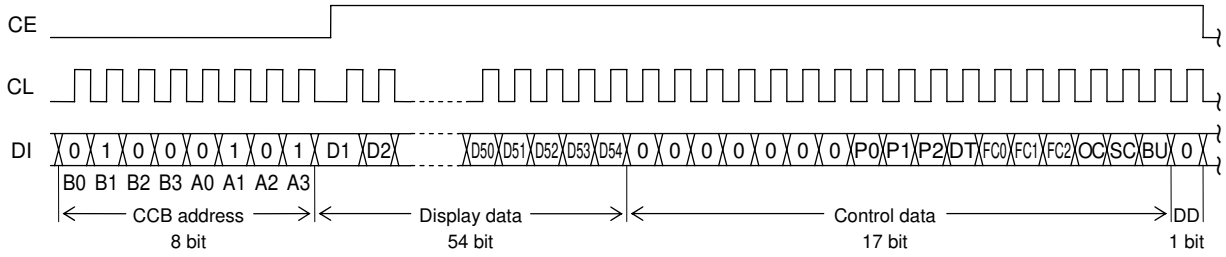 CE
CL
DI 0 1 0 0 0 1 0 1 D1 D2 D50 D51 D52 D53 D54 0 0 0 0 0 0 0 P0 P1 P2 DT FC0 FC1 FC2 OC SC BU 0
B0 B1 B2 B3 A0 A1 A2 A3
CCB address Display data Control data DD
8 bit 54 bit 17 bit 1 bit